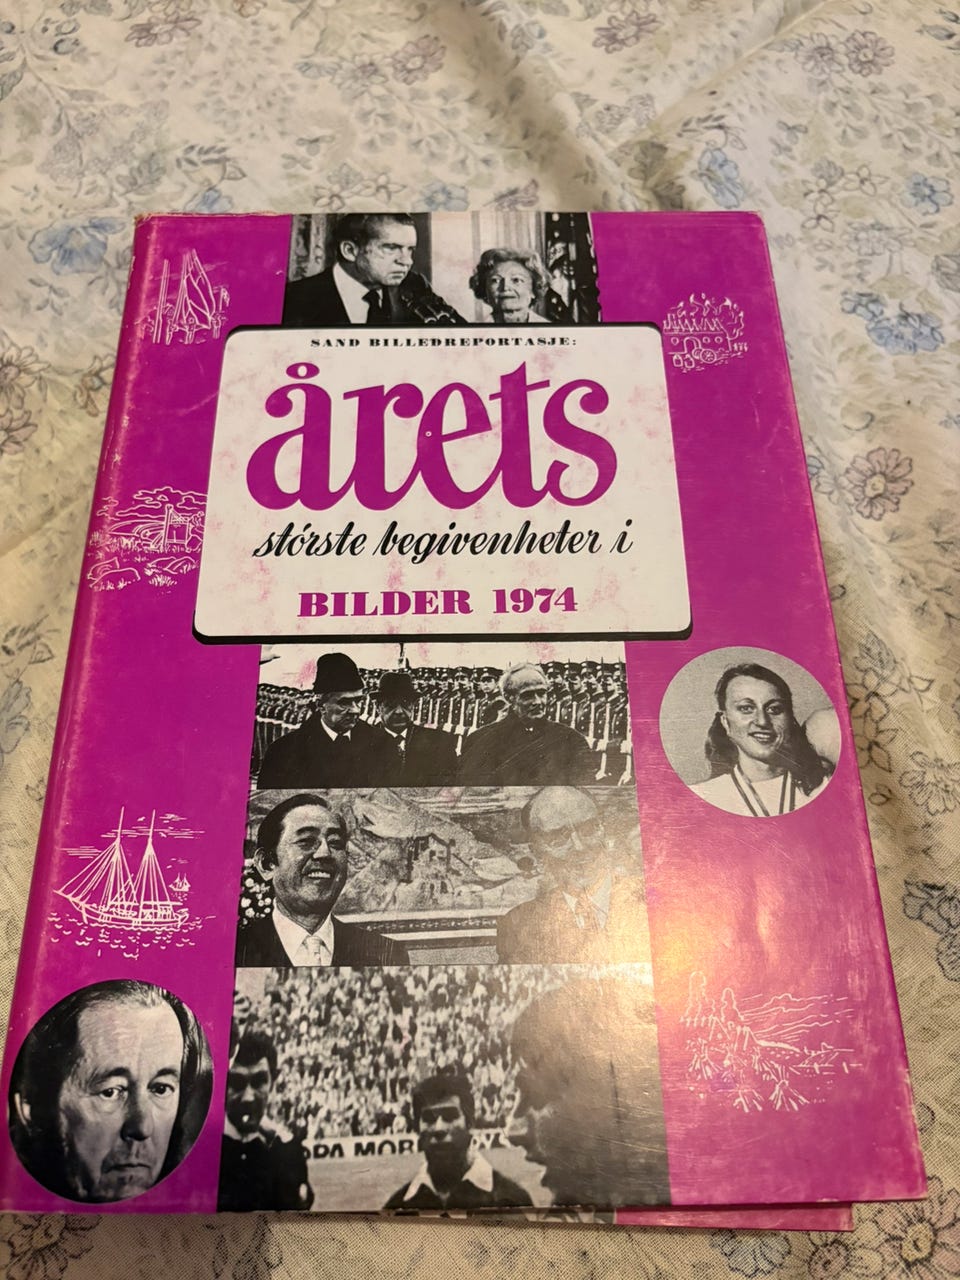 SAND BILLEDREPORTASJE:
årets
største begivenheter i
BILDER 1974